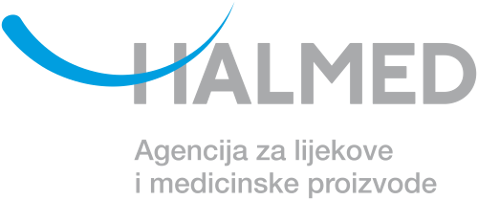 HALMED
Agencija za lijekove
i medicinske proizvode